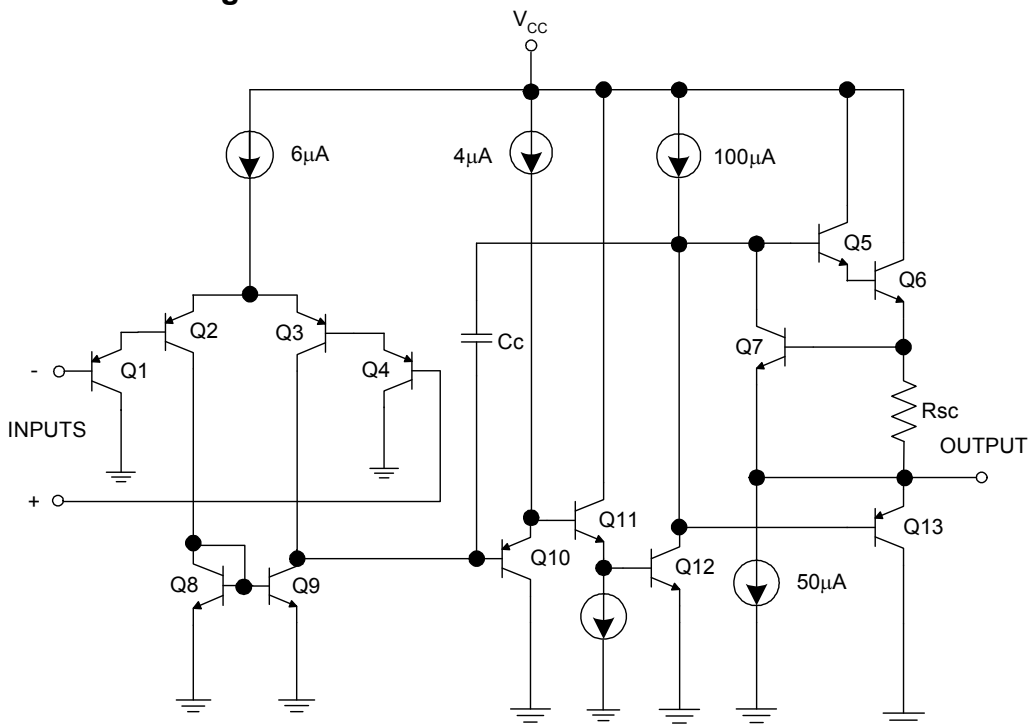 g
V_CC
6μA
4μA
100μA
Q5
Q6
Q2
Q3
Cc
Q7
- Q1
Q4
Rsc
INPUTS
OUTPUT
+
Q11
Q13
Q10
Q12
Q8
Q9
50μA